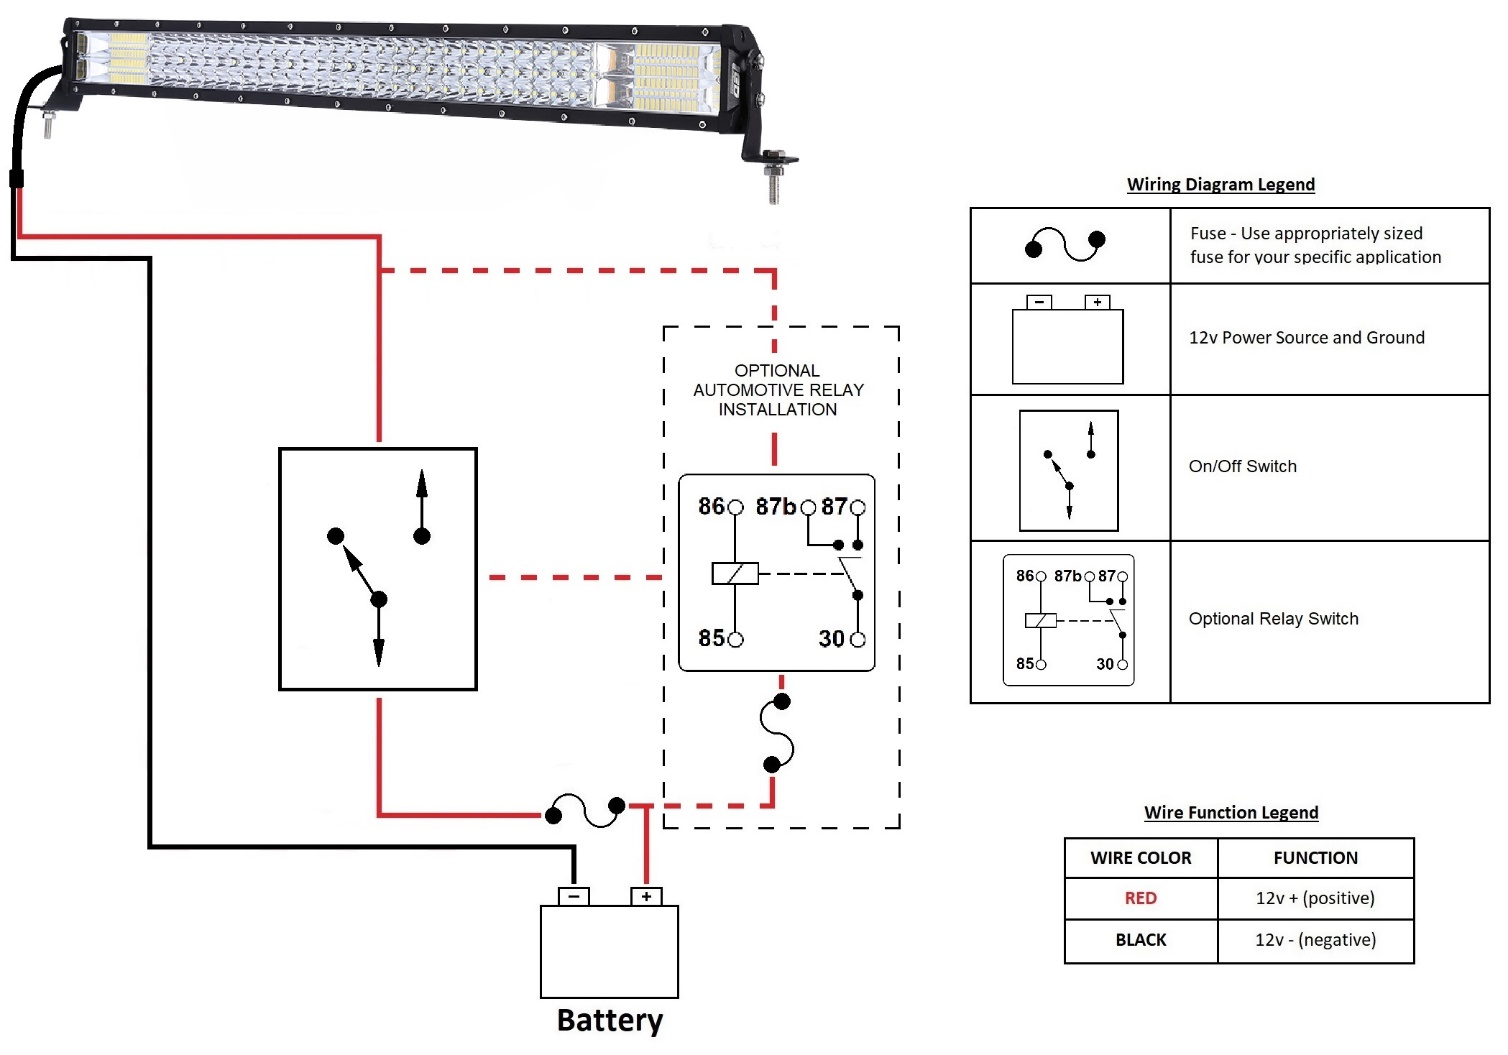 OPTIONAL
AUTOMOTIVE RELAY
INSTALLATION
86 87b 87
85 30
− +
Battery
Wiring Diagram Legend
Fuse - Use appropriately sized
fuse for your specific application
− +
12v Power Source and Ground
On/Off Switch
86 87b 87
85 30
Optional Relay Switch
Wire Function Legend
WIRE COLOR FUNCTION
RED 12v + (positive)
BLACK 12v - (negative)